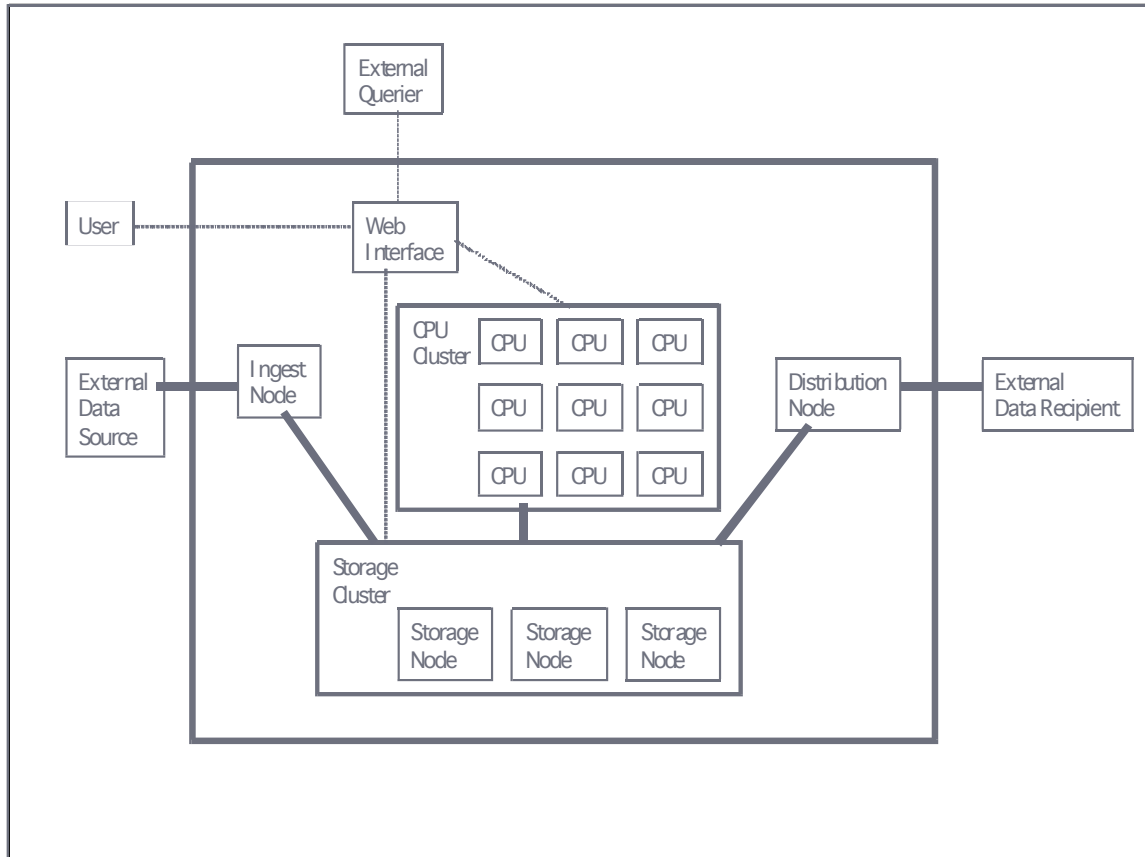 External
Querier
User
Web
Interface
CPU
Cluster
CPU
CPU
CPU
CPU
CPU
CPU
CPU
CPU
CPU
External
Data
Source
Ingest
Node
Distribution
Node
External
Data Recipient
Storage
Cluster
Storage
Node
Storage
Node
Storage
Node